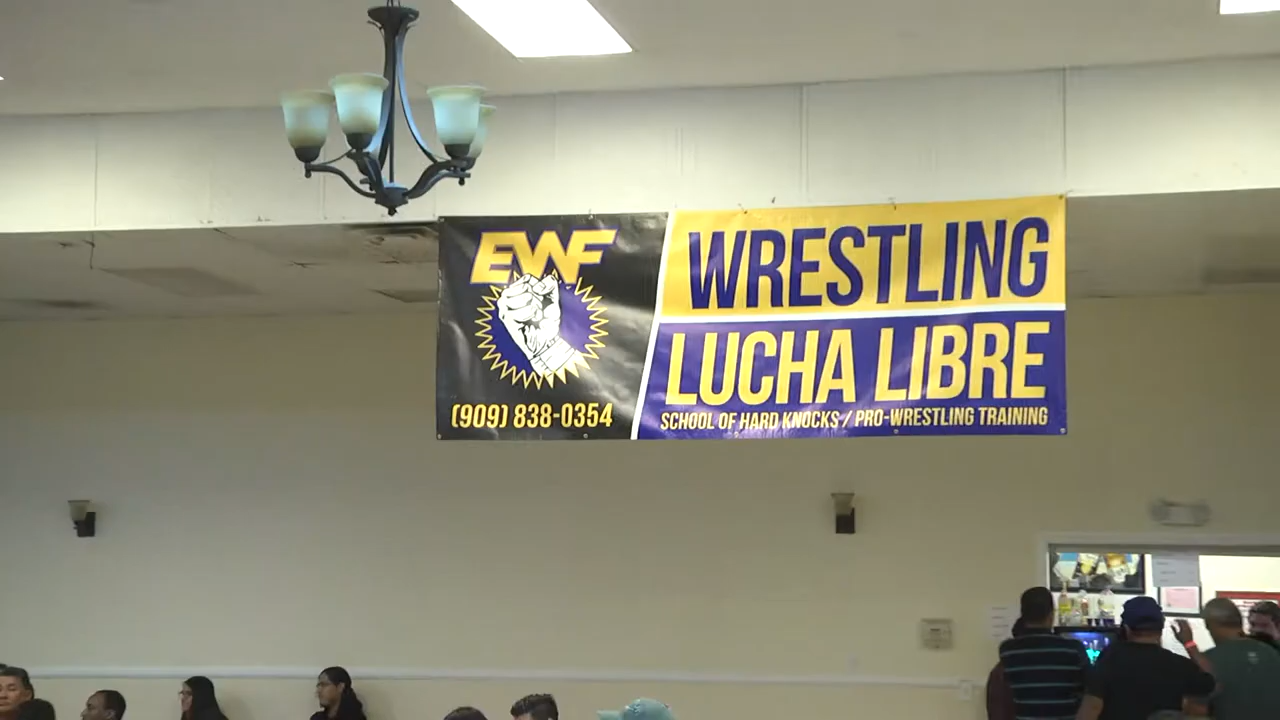 EWF
(909) 838-0354
WRESTLING
LUCHA LIBRE
SCHOOL OF HARD KNOCKS / PRO-WRESTLING TRAINING